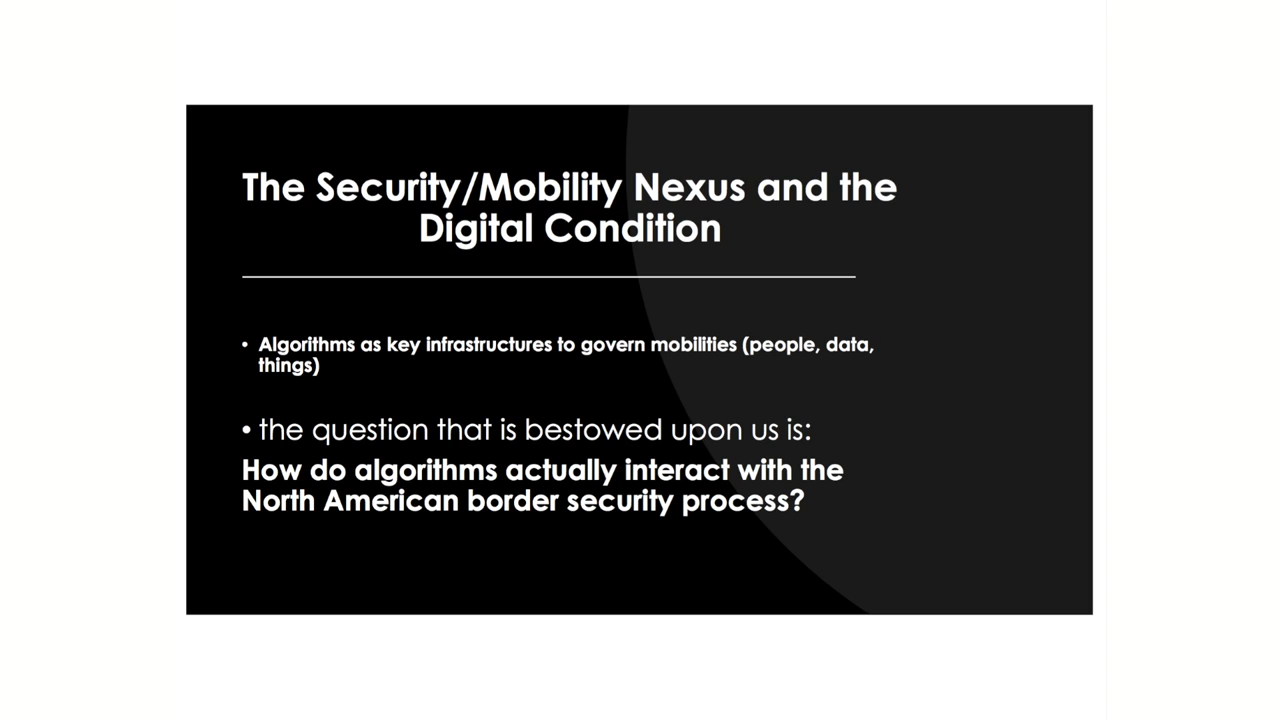 The Security/Mobility Nexus and the
Digital Condition
• Algorithms as key infrastructures to govern mobilities (people, data,
things)
• the question that is bestowed upon us is:
How do algorithms actually interact with the
North American border security process?